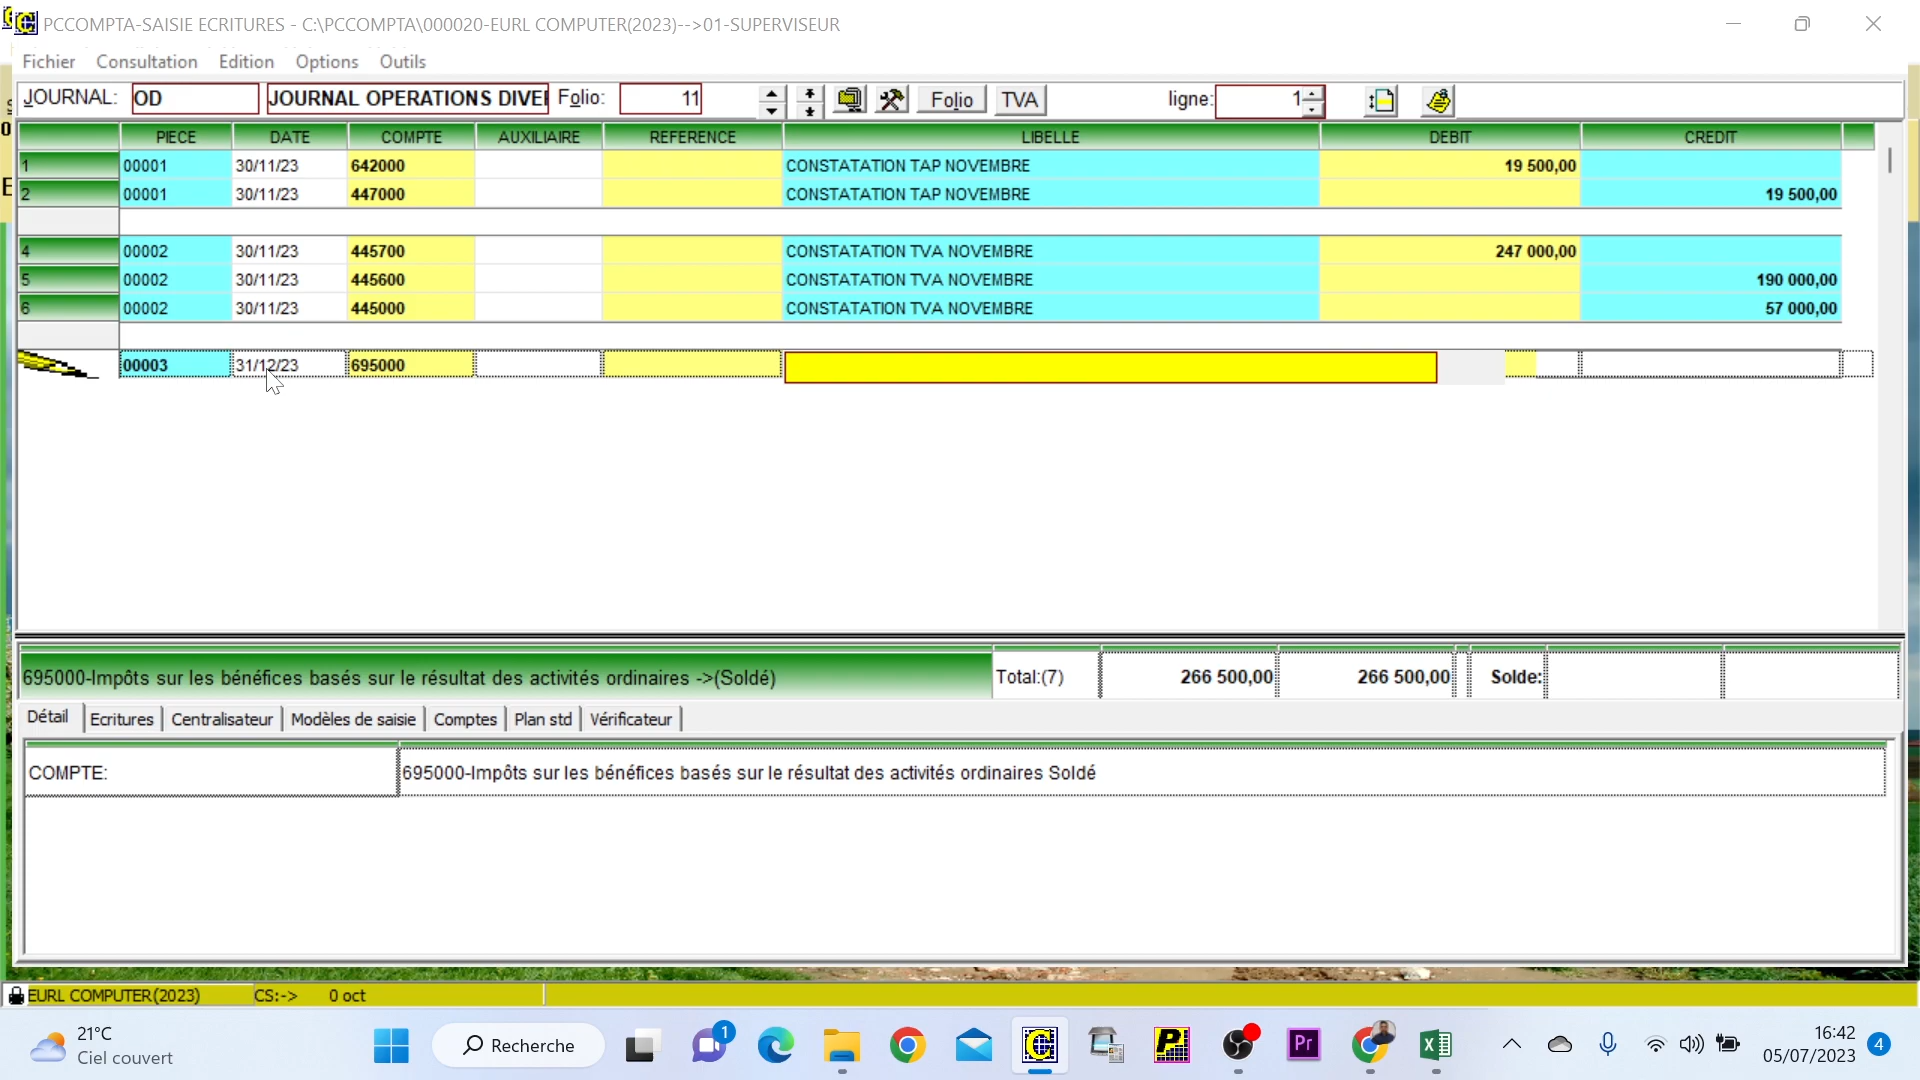 PCCOMPTA-SAISIE ECRITURES - C:\PCCOMPTA\000020-EURL COMPUTER(2023)-->01-SUPERVISEUR
Fichier Consultation Edition Options Outils
JOURNAL: OD JOURNAL OPERATIONS DIVE Folio: 11 Folio TVA ligne: 1
PIECE DATE COMPTE AUXILIAIRE REFERENCE LIBELLE DEBIT CREDIT
1 00001 30/11/23 642000 CONSTATATION TAP NOVEMBRE 19 500,00
2 00001 30/11/23 447000 CONSTATATION TAP NOVEMBRE 19 500,00
4 00002 30/11/23 445700 CONSTATATION TVA NOVEMBRE 247 000,00
5 00002 30/11/23 445600 CONSTATATION TVA NOVEMBRE 190 000,00
6 00002 30/11/23 445000 CONSTATATION TVA NOVEMBRE 57 000,00
00003 31/12/23 695000
695000-Impôts sur les bénéfices basés sur le résultat des activités ordinaires ->(Soldé) Total:(7) 266 500,00 266 500,00 Solde:
Détail Ecritures Centralisateur Modèles de saisie Comptes Plan std Vérificateur
COMPTE: 695000-Impôts sur les bénéfices basés sur le résultat des activités ordinaires Soldé
EURL COMPUTER(2023) CS:-> 0 oct
21°C
Ciel couvert
Recherche
1
Pr
16:42
05/07/2023
4